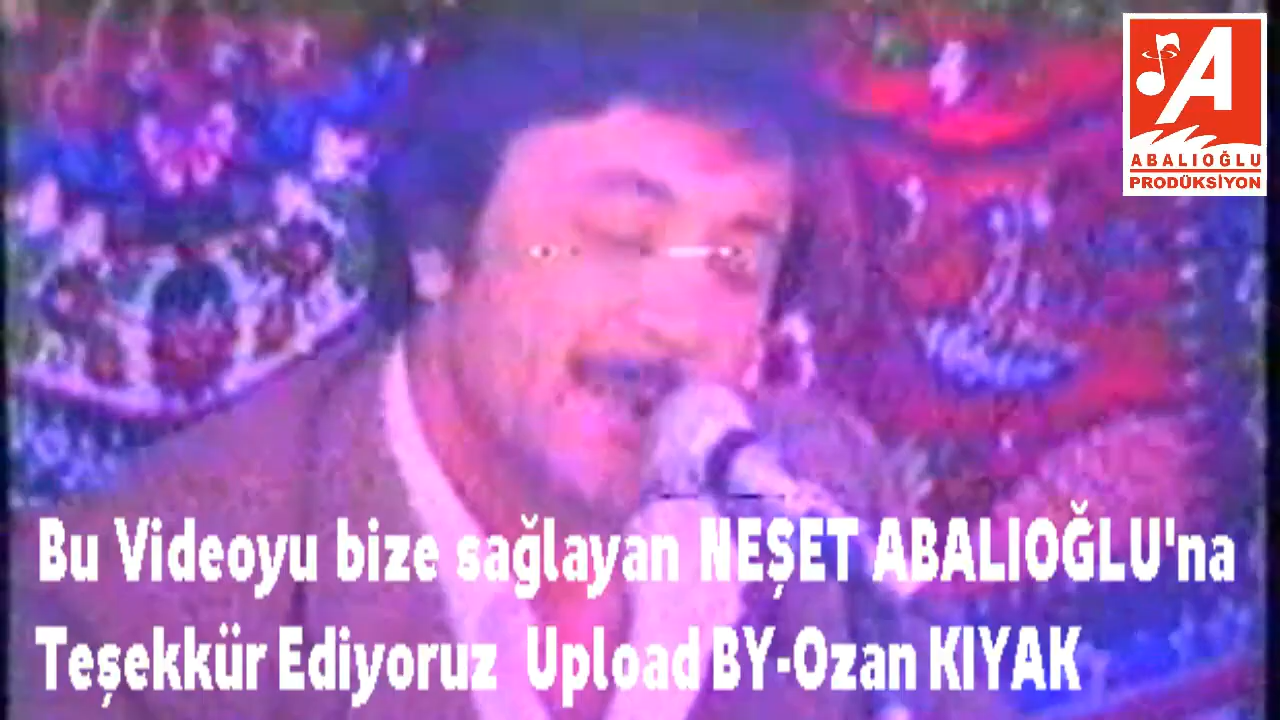 A
ABALIOĞLU
PRODÜKSİYON
Bu Videoyu bize sağlayan NEŞET ABALIOĞLU'na
Teşekkür Ediyoruz Upload BY-Ozan KIYAK